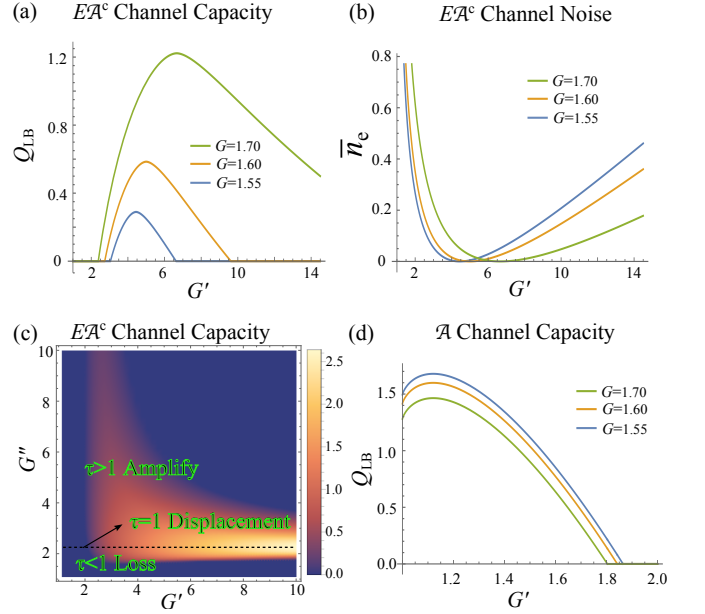 (a) EAᶜ Channel Capacity
1.2
0.8
0.4
0
Q_LB
G=1.70
G=1.60
G=1.55
2 6 10 14
G′
(b) EAᶜ Channel Noise
0.8
0.6
0.4
0.2
0
n̅_e
G=1.70
G=1.60
G=1.55
2 6 10 14
G′
(c) EAᶜ Channel Capacity
10
8
6
4
2
G″
τ>1 Amplify
τ=1 Displacement
τ<1 Loss
2 4 6 8 10
G′
2.5
2.0
1.5
1.0
0.5
0.0
(d) A Channel Capacity
1.5
1.0
0.5
0.0
Q_LB
G=1.70
G=1.60
G=1.55
1.2 1.4 1.6 1.8 2.0
G′